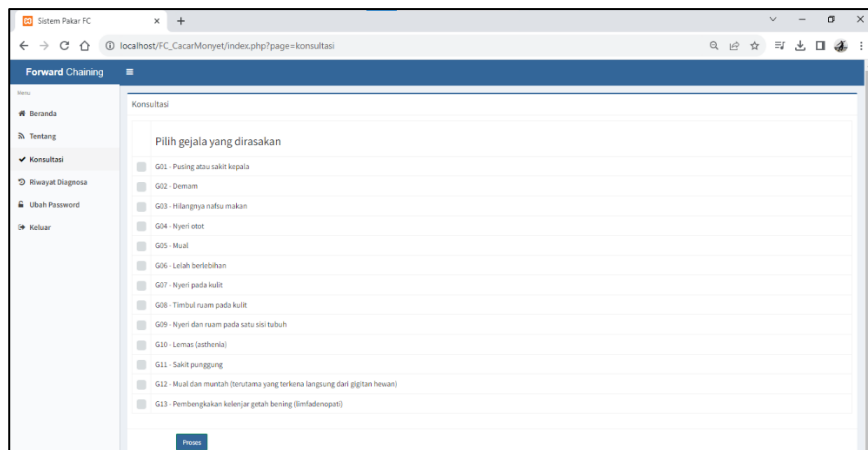 Sistem Pakar FC
localhost/FC_CacarMonyet/index.php?page=konsultasi
Forward Chaining
Menu
Beranda
Tentang
Konsultasi
Riwayat Diagnosa
Ubah Password
Keluar
Konsultasi
Pilih gejala yang dirasakan
G01 - Pusing atau sakit kepala
G02 - Demam
G03 - Hilangnya nafsu makan
G04 - Nyeri otot
G05 - Mual
G06 - Lelah berlebihan
G07 - Nyeri pada kulit
G08 - Timbul ruam pada kulit
G09 - Nyeri dan ruam pada satu sisi tubuh
G10 - Lemas (asthenia)
G11 - Sakit punggung
G12 - Mual dan muntah (terutama yang terkena langsung dari gigitan hewan)
G13 - Pembengkakan kelenjar getah bening (limfadenopati)
Proses